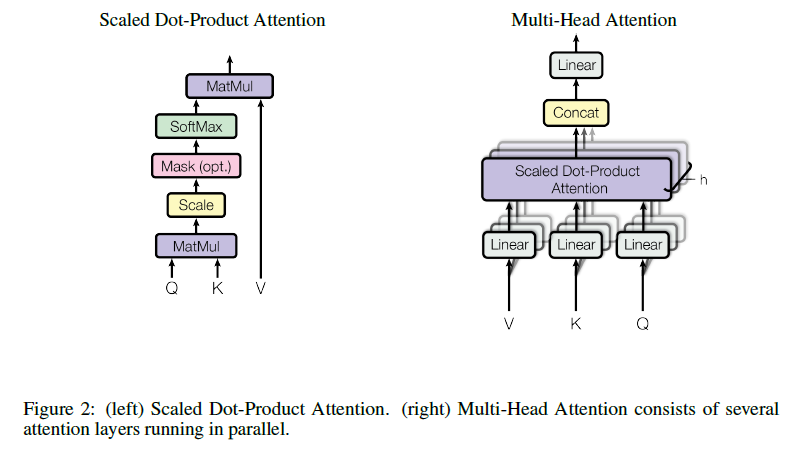 Scaled Dot-Product Attention
MatMul
SoftMax
Mask (opt.)
Scale
MatMul
Q K V
Multi-Head Attention
Linear
Concat
Scaled Dot-Product
Attention
h
Linear Linear Linear
V K Q
Figure 2: (left) Scaled Dot-Product Attention. (right) Multi-Head Attention consists of several
attention layers running in parallel.